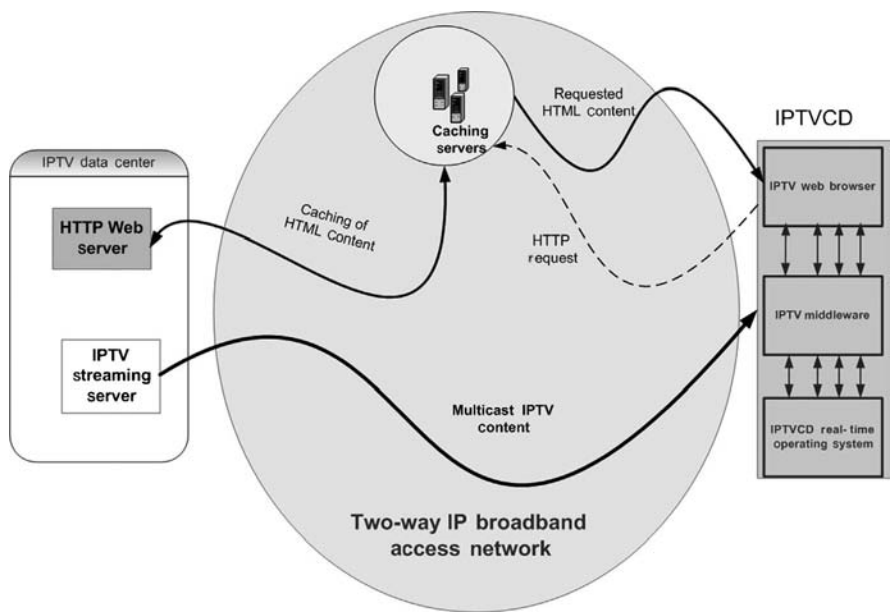 IPTV data center
HTTP Web
server
IPTV
streaming
server
Caching of
HTML Content
Caching
servers
Requested
HTML content
HTTP
request
Multicast IPTV
content
Two-way IP broadband
access network
IPTVCD
IPTV web browser
IPTV middleware
IPTVCD real-time
operating system